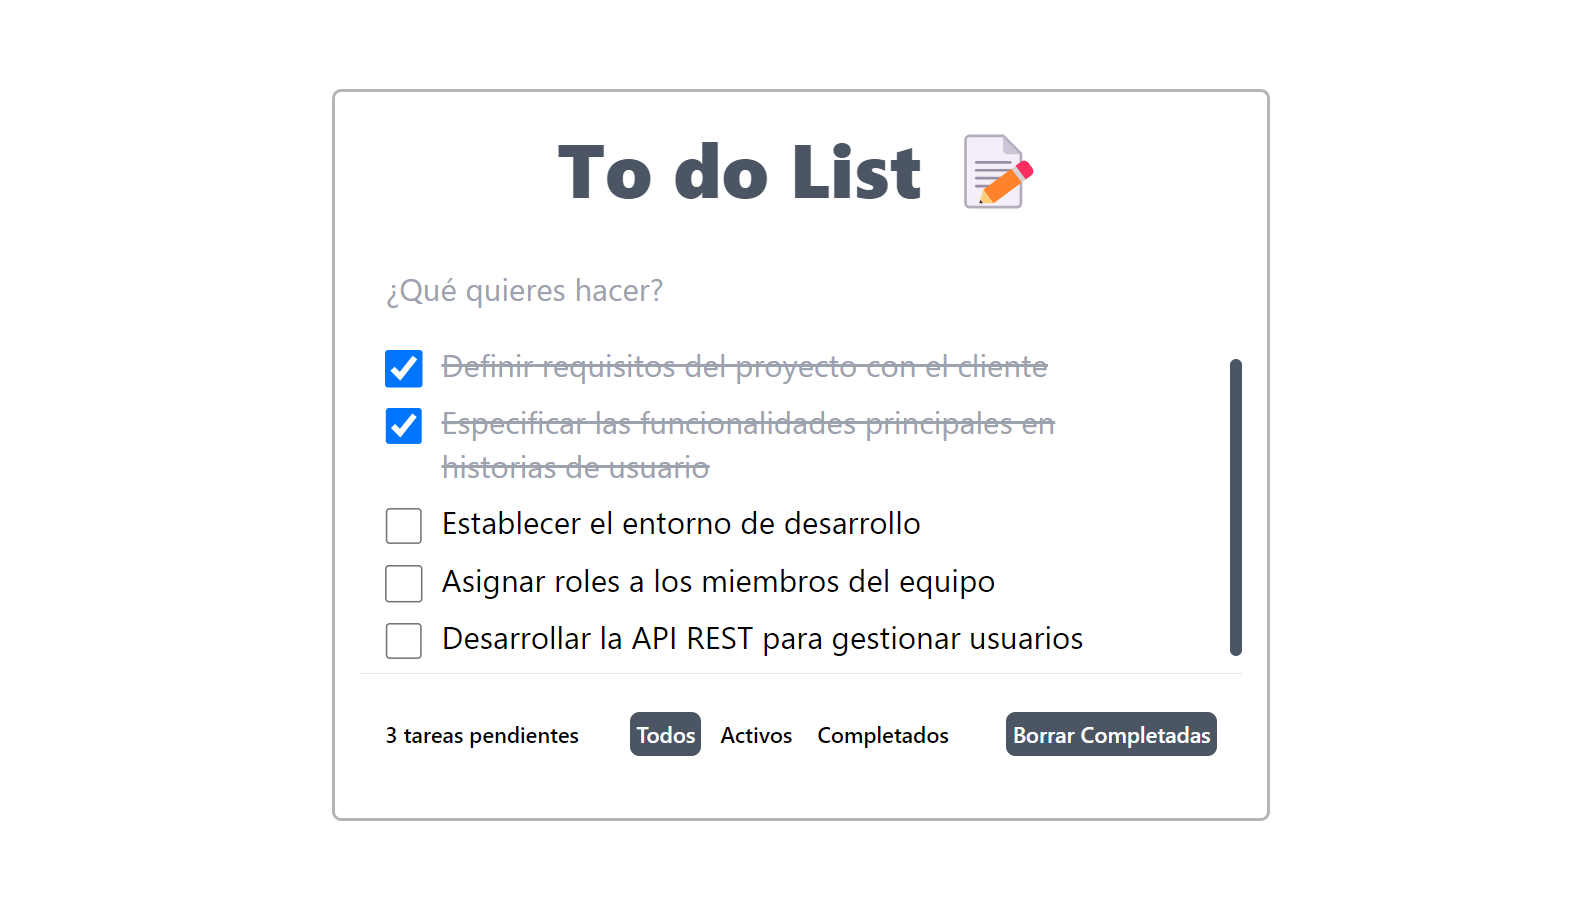 To do List
¿Qué quieres hacer?
Definir requisitos del proyecto con el cliente
Especificar las funcionalidades principales en
historias de usuario
Establecer el entorno de desarrollo
Asignar roles a los miembros del equipo
Desarrollar la API REST para gestionar usuarios
3 tareas pendientes Todos Activos Completados Borrar Completadas